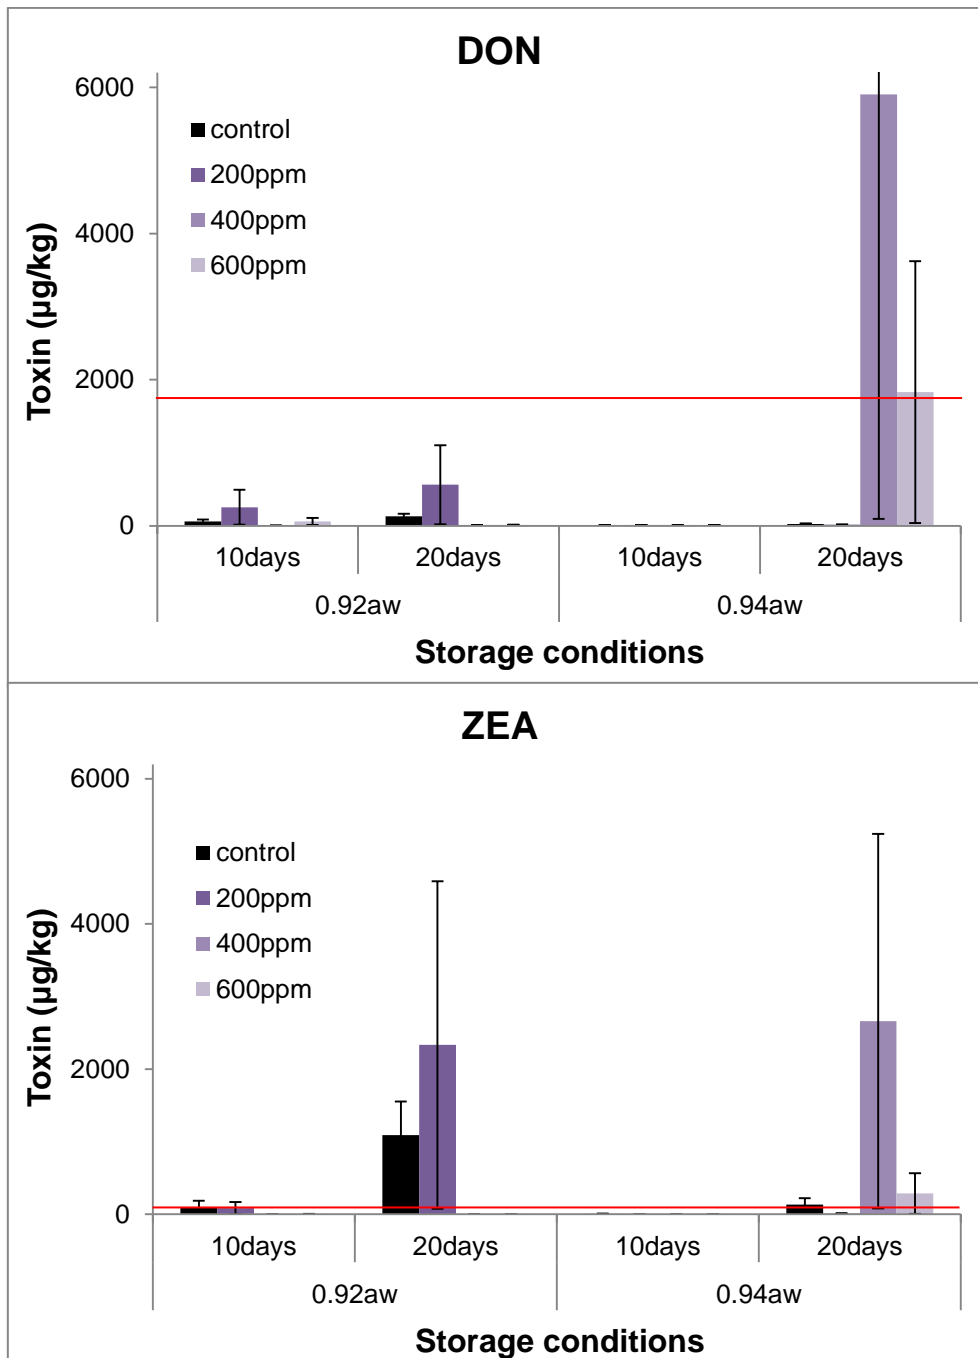 DON
6000
control
200ppm
400ppm
600ppm
4000
2000
0
Toxin (µg/kg)
10days 20days 10days 20days
0.92aw 0.94aw
Storage conditions
ZEA
6000
control
200ppm
400ppm
600ppm
4000
2000
0
Toxin (µg/kg)
10days 20days 10days 20days
0.92aw 0.94aw
Storage conditions